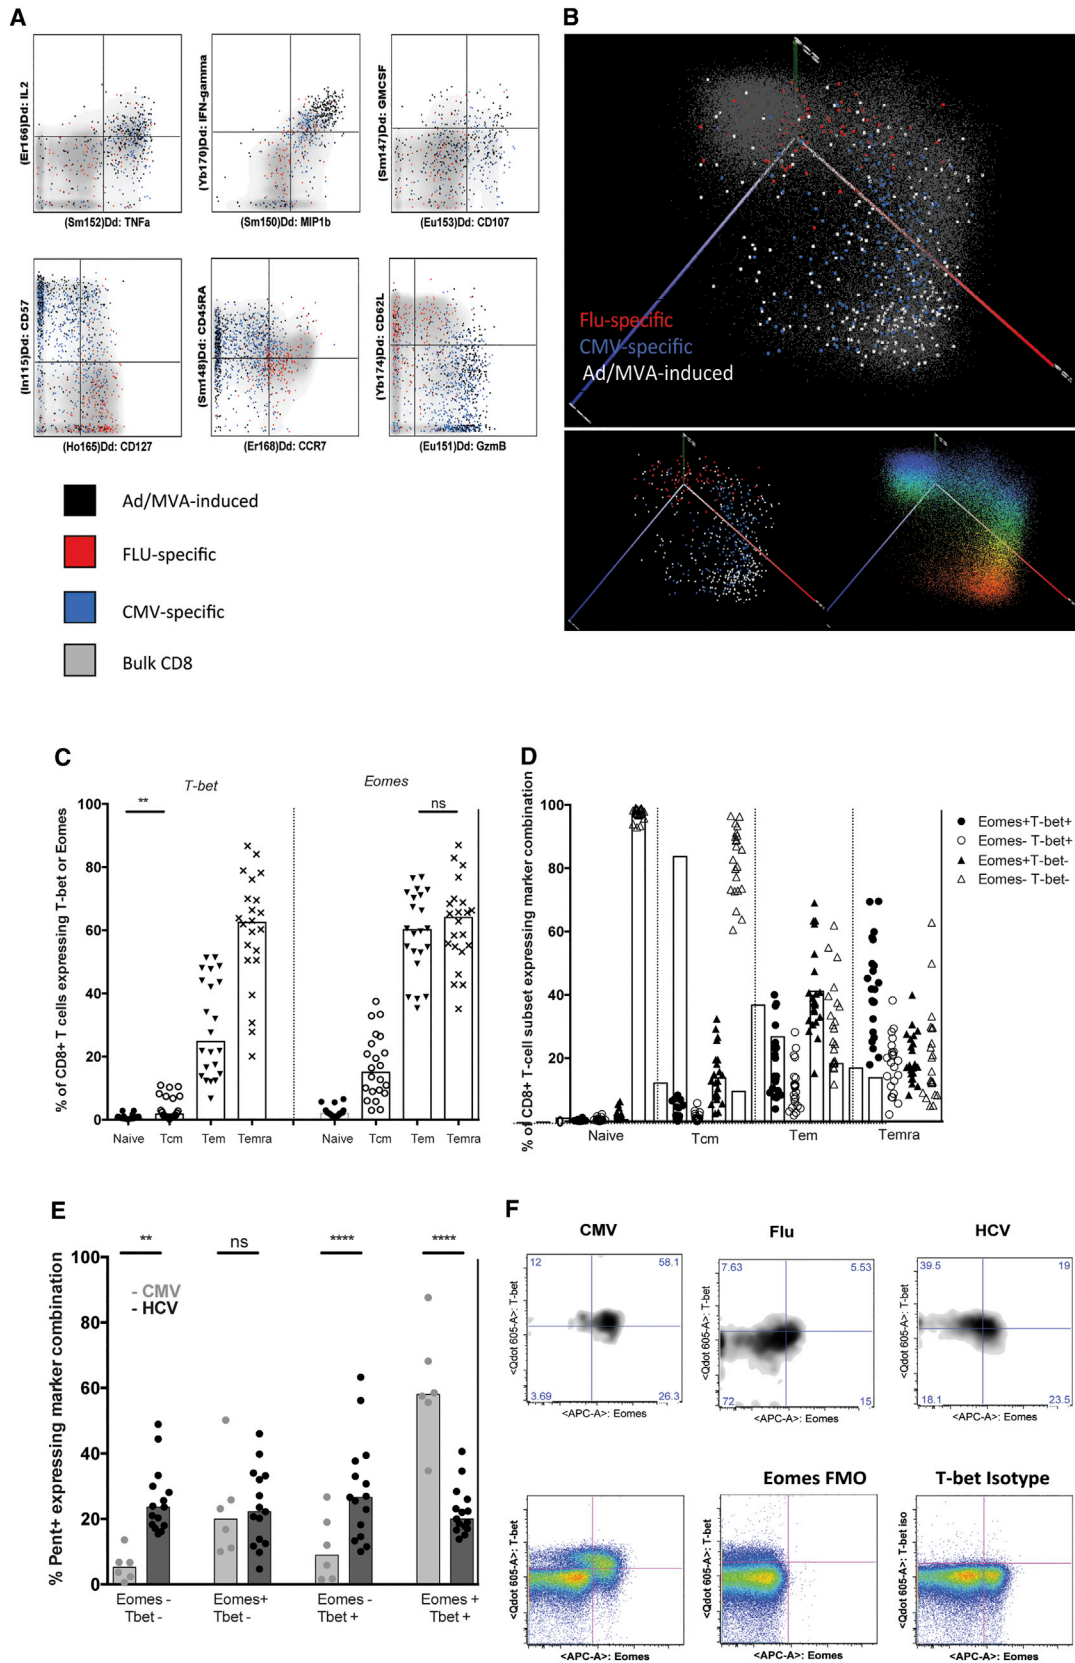 A
(Er166)Dd: IL2
(Sm152)Dd: TNFa
(Yb170)Dd: IFN-gamma
(Sm150)Dd: MIP1b
(Sm147)Dd: GMCSF
(Eu153)Dd: CD107
(In115)Dd: CD57
(Ho165)Dd: CD127
(Sm148)Dd: CD45RA
(Er168)Dd: CCR7
(Yb174)Dd: CD62L
(Eu151)Dd: GzmB
Ad/MVA-induced
FLU-specific
CMV-specific
Bulk CD8
B
Flu-specific
CMV-specific
Ad/MVA-induced
C
T-bet
Eomes
**
ns
% of CD8+ T cells expressing T-bet or Eomes
100
80
60
40
20
0
Naive Tcm Tem Temra Naive Tcm Tem Temra
D
% of CD8+ T-cell subset expressing marker combination
100
80
60
40
20
0
Naive Tcm Tem Temra
Eomes+T-bet+
Eomes- T-bet+
Eomes+T-bet-
Eomes- T-bet-
E
** ns **** ****
% Pent+ expressing marker combination
100
80
60
40
20
0
- CMV
- HCV
Eomes - Eomes+ Eomes - Eomes +
Tbet - Tbet - Tbet + Tbet +
F
CMV
12 58.1
3.69 26.3
<Qdot 605-A>: T-bet
<APC-A>: Eomes
Flu
7.63 5.53
72 15
<Qdot 605-A>: T-bet
<APC-A>: Eomes
HCV
39.5 19
18.1 23.5
<Qdot 605-A>: T-bet
<APC-A>: Eomes
<Qdot 605-A>: T-bet
<APC-A>: Eomes
Eomes FMO
<Qdot 605-A>: T-bet
<APC-A>: Eomes
T-bet Isotype
<Qdot 605-A>: T-bet iso
<APC-A>: Eomes